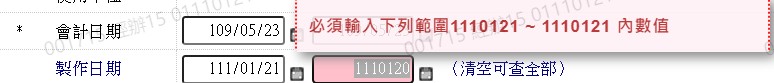 必須輸入下列範圍1110121 ~ 1110121 內數值
* 會計日期 109/05/23
製作日期 111/01/21 1110120 (清空可查全部)